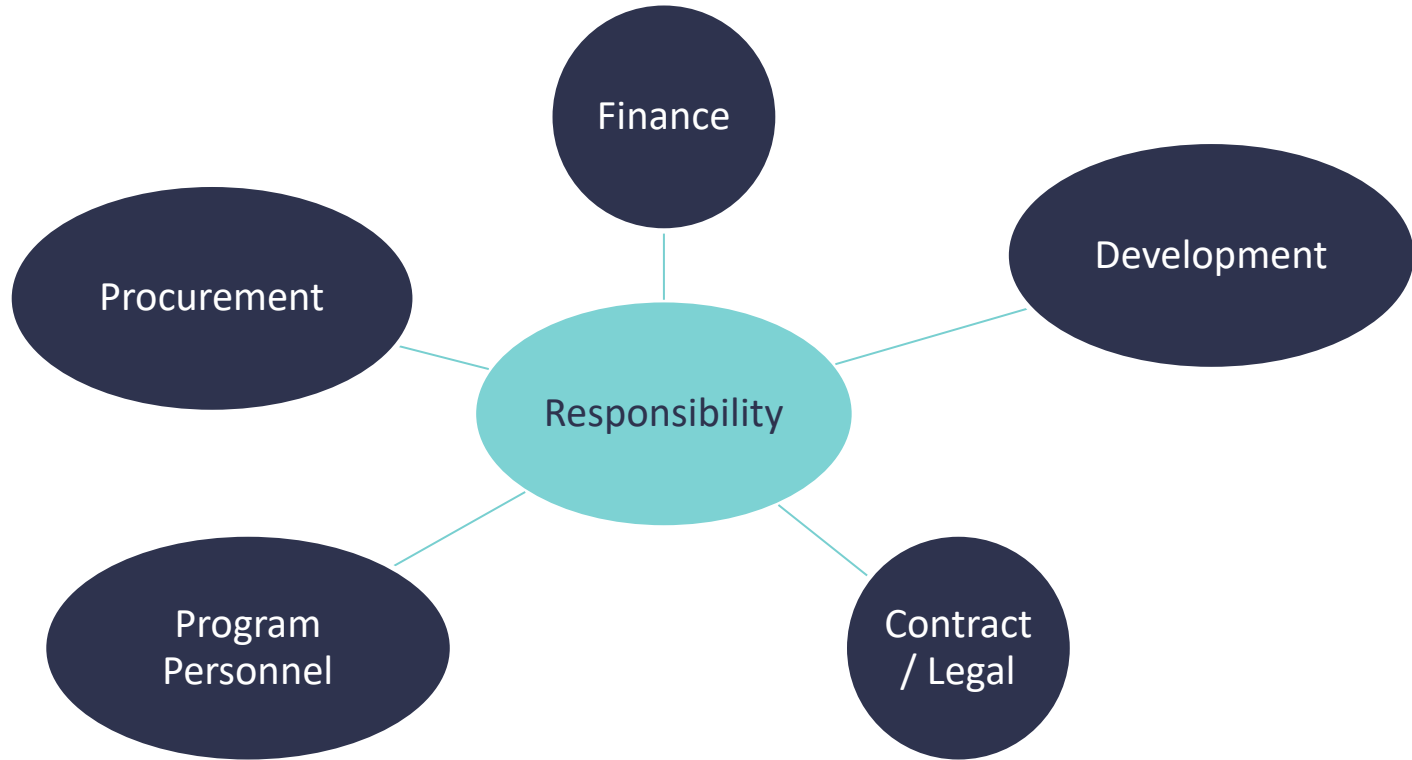 Finance
Development
Procurement
Responsibility
Program
Personnel
Contract
/ Legal